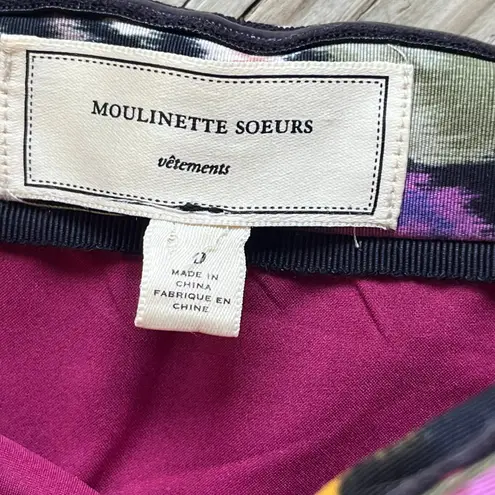 MOULINETTE SOEURS
vêtements
0
MADE IN
CHINA
FABRIQUE EN
CHINE